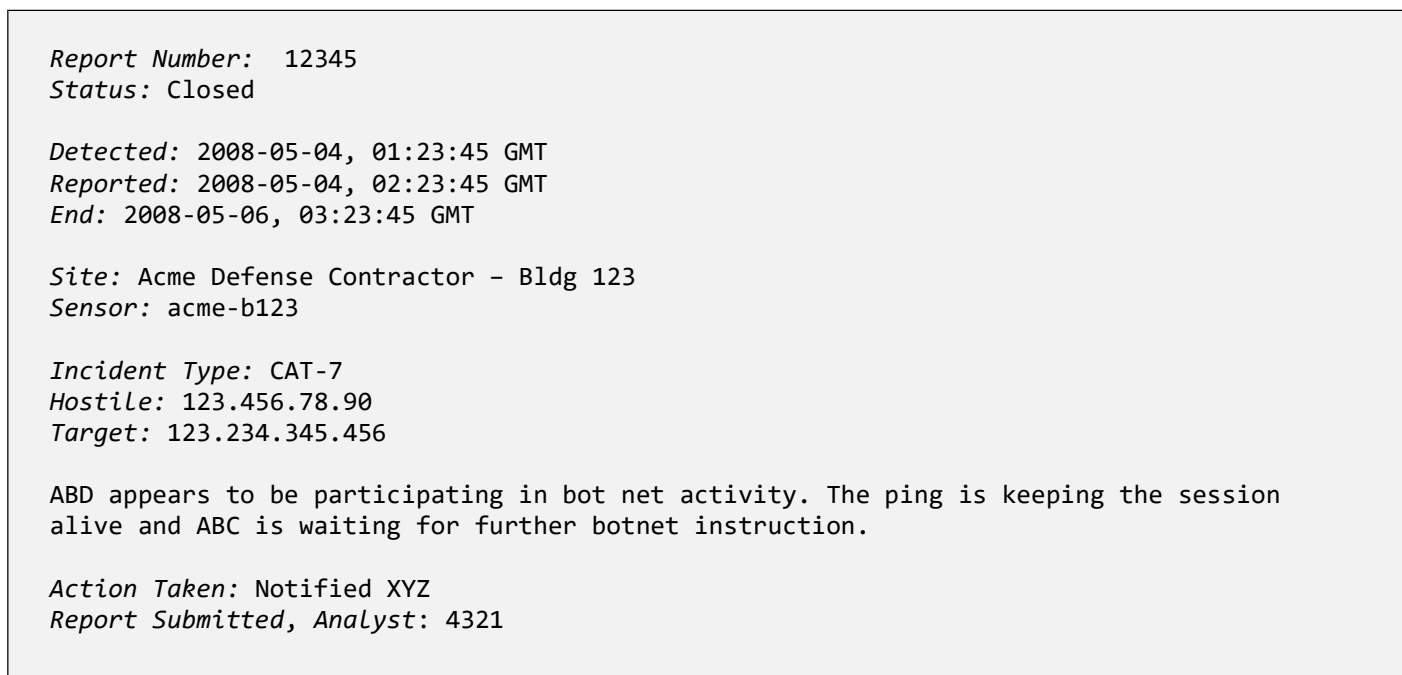 Report Number: 12345
Status: Closed
Detected: 2008-05-04, 01:23:45 GMT
Reported: 2008-05-04, 02:23:45 GMT
End: 2008-05-06, 03:23:45 GMT
Site: Acme Defense Contractor – Bldg 123
Sensor: acme-b123
Incident Type: CAT-7
Hostile: 123.456.78.90
Target: 123.234.345.456
ABD appears to be participating in bot net activity. The ping is keeping the session
alive and ABC is waiting for further botnet instruction.
Action Taken: Notified XYZ
Report Submitted, Analyst: 4321